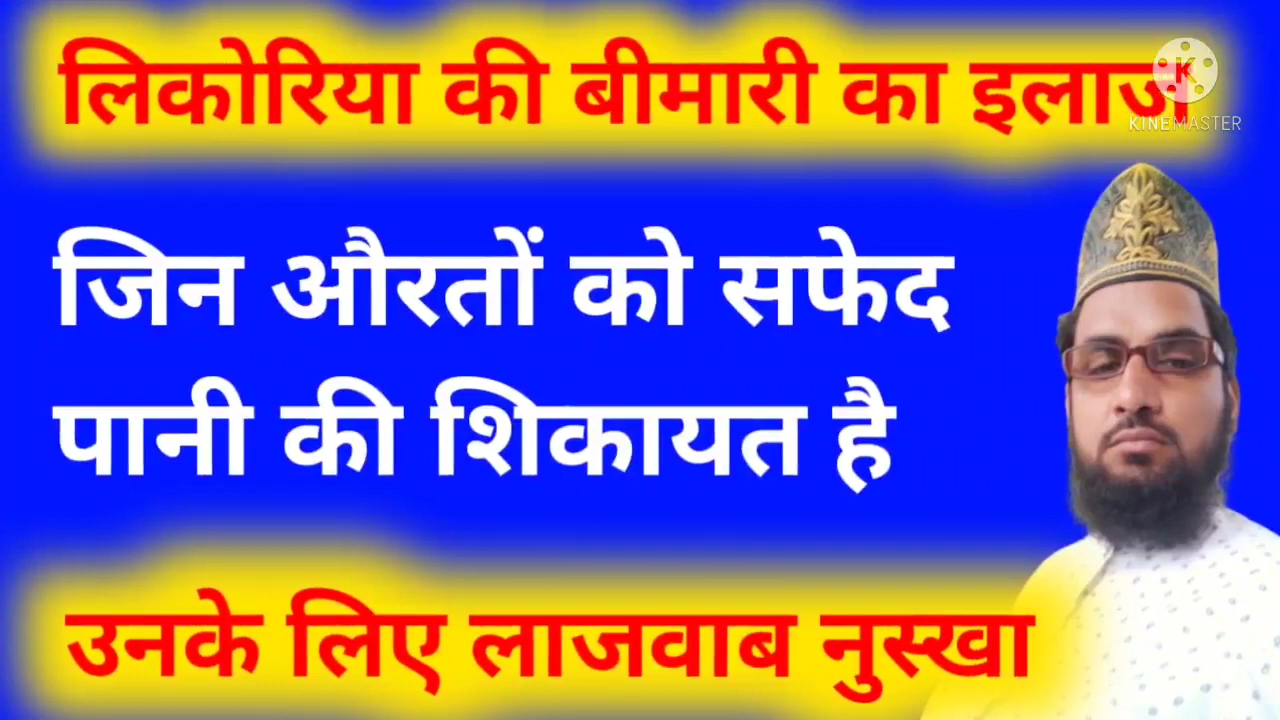 लिकोरिया की बीमारी का इलाज
KINEMASTER
जिन औरतों को सफेद
पानी की शिकायत है
उनके लिए लाजवाब नुस्खा